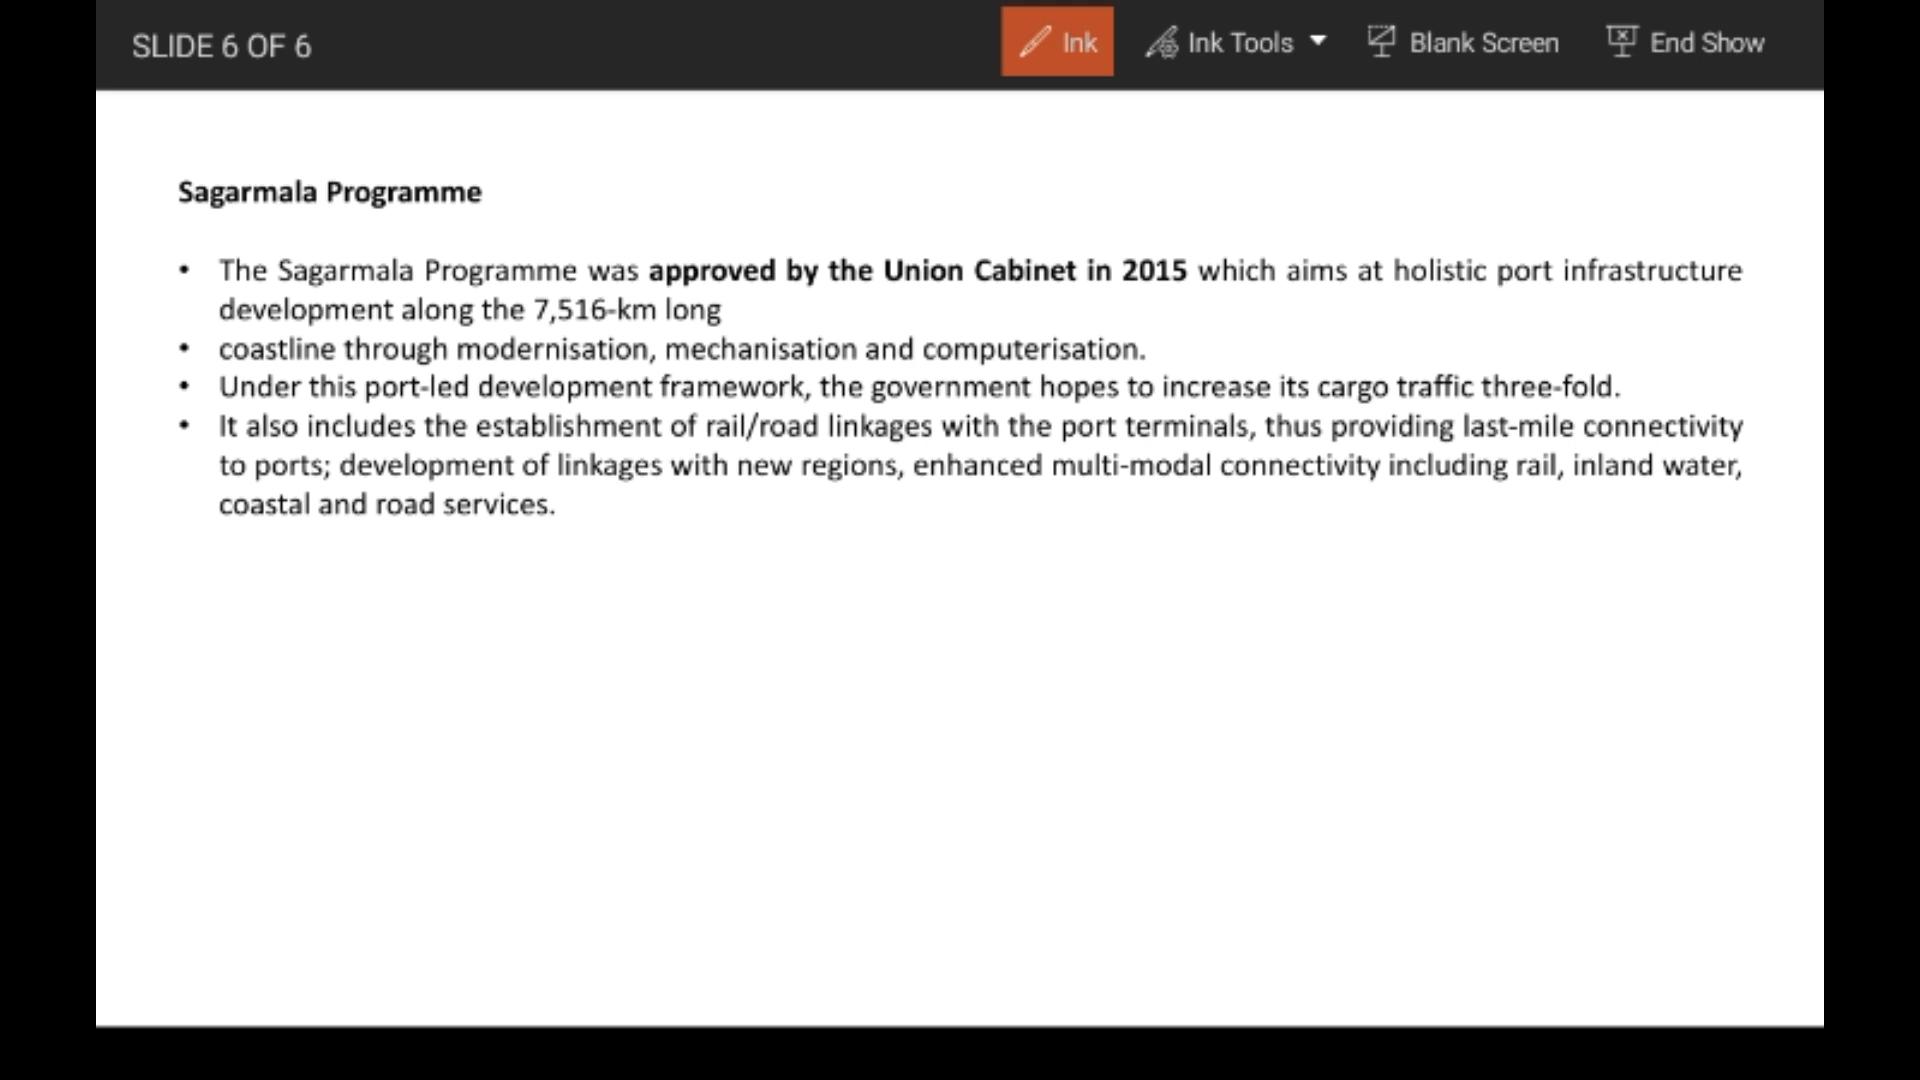 SLIDE 6 OF 6
Ink
Ink Tools
Blank Screen
End Show
Sagarmala Programme
• The Sagarmala Programme was approved by the Union Cabinet in 2015 which aims at holistic port infrastructure
development along the 7,516-km long
• coastline through modernisation, mechanisation and computerisation.
• Under this port-led development framework, the government hopes to increase its cargo traffic three-fold.
• It also includes the establishment of rail/road linkages with the port terminals, thus providing last-mile connectivity
to ports; development of linkages with new regions, enhanced multi-modal connectivity including rail, inland water,
coastal and road services.